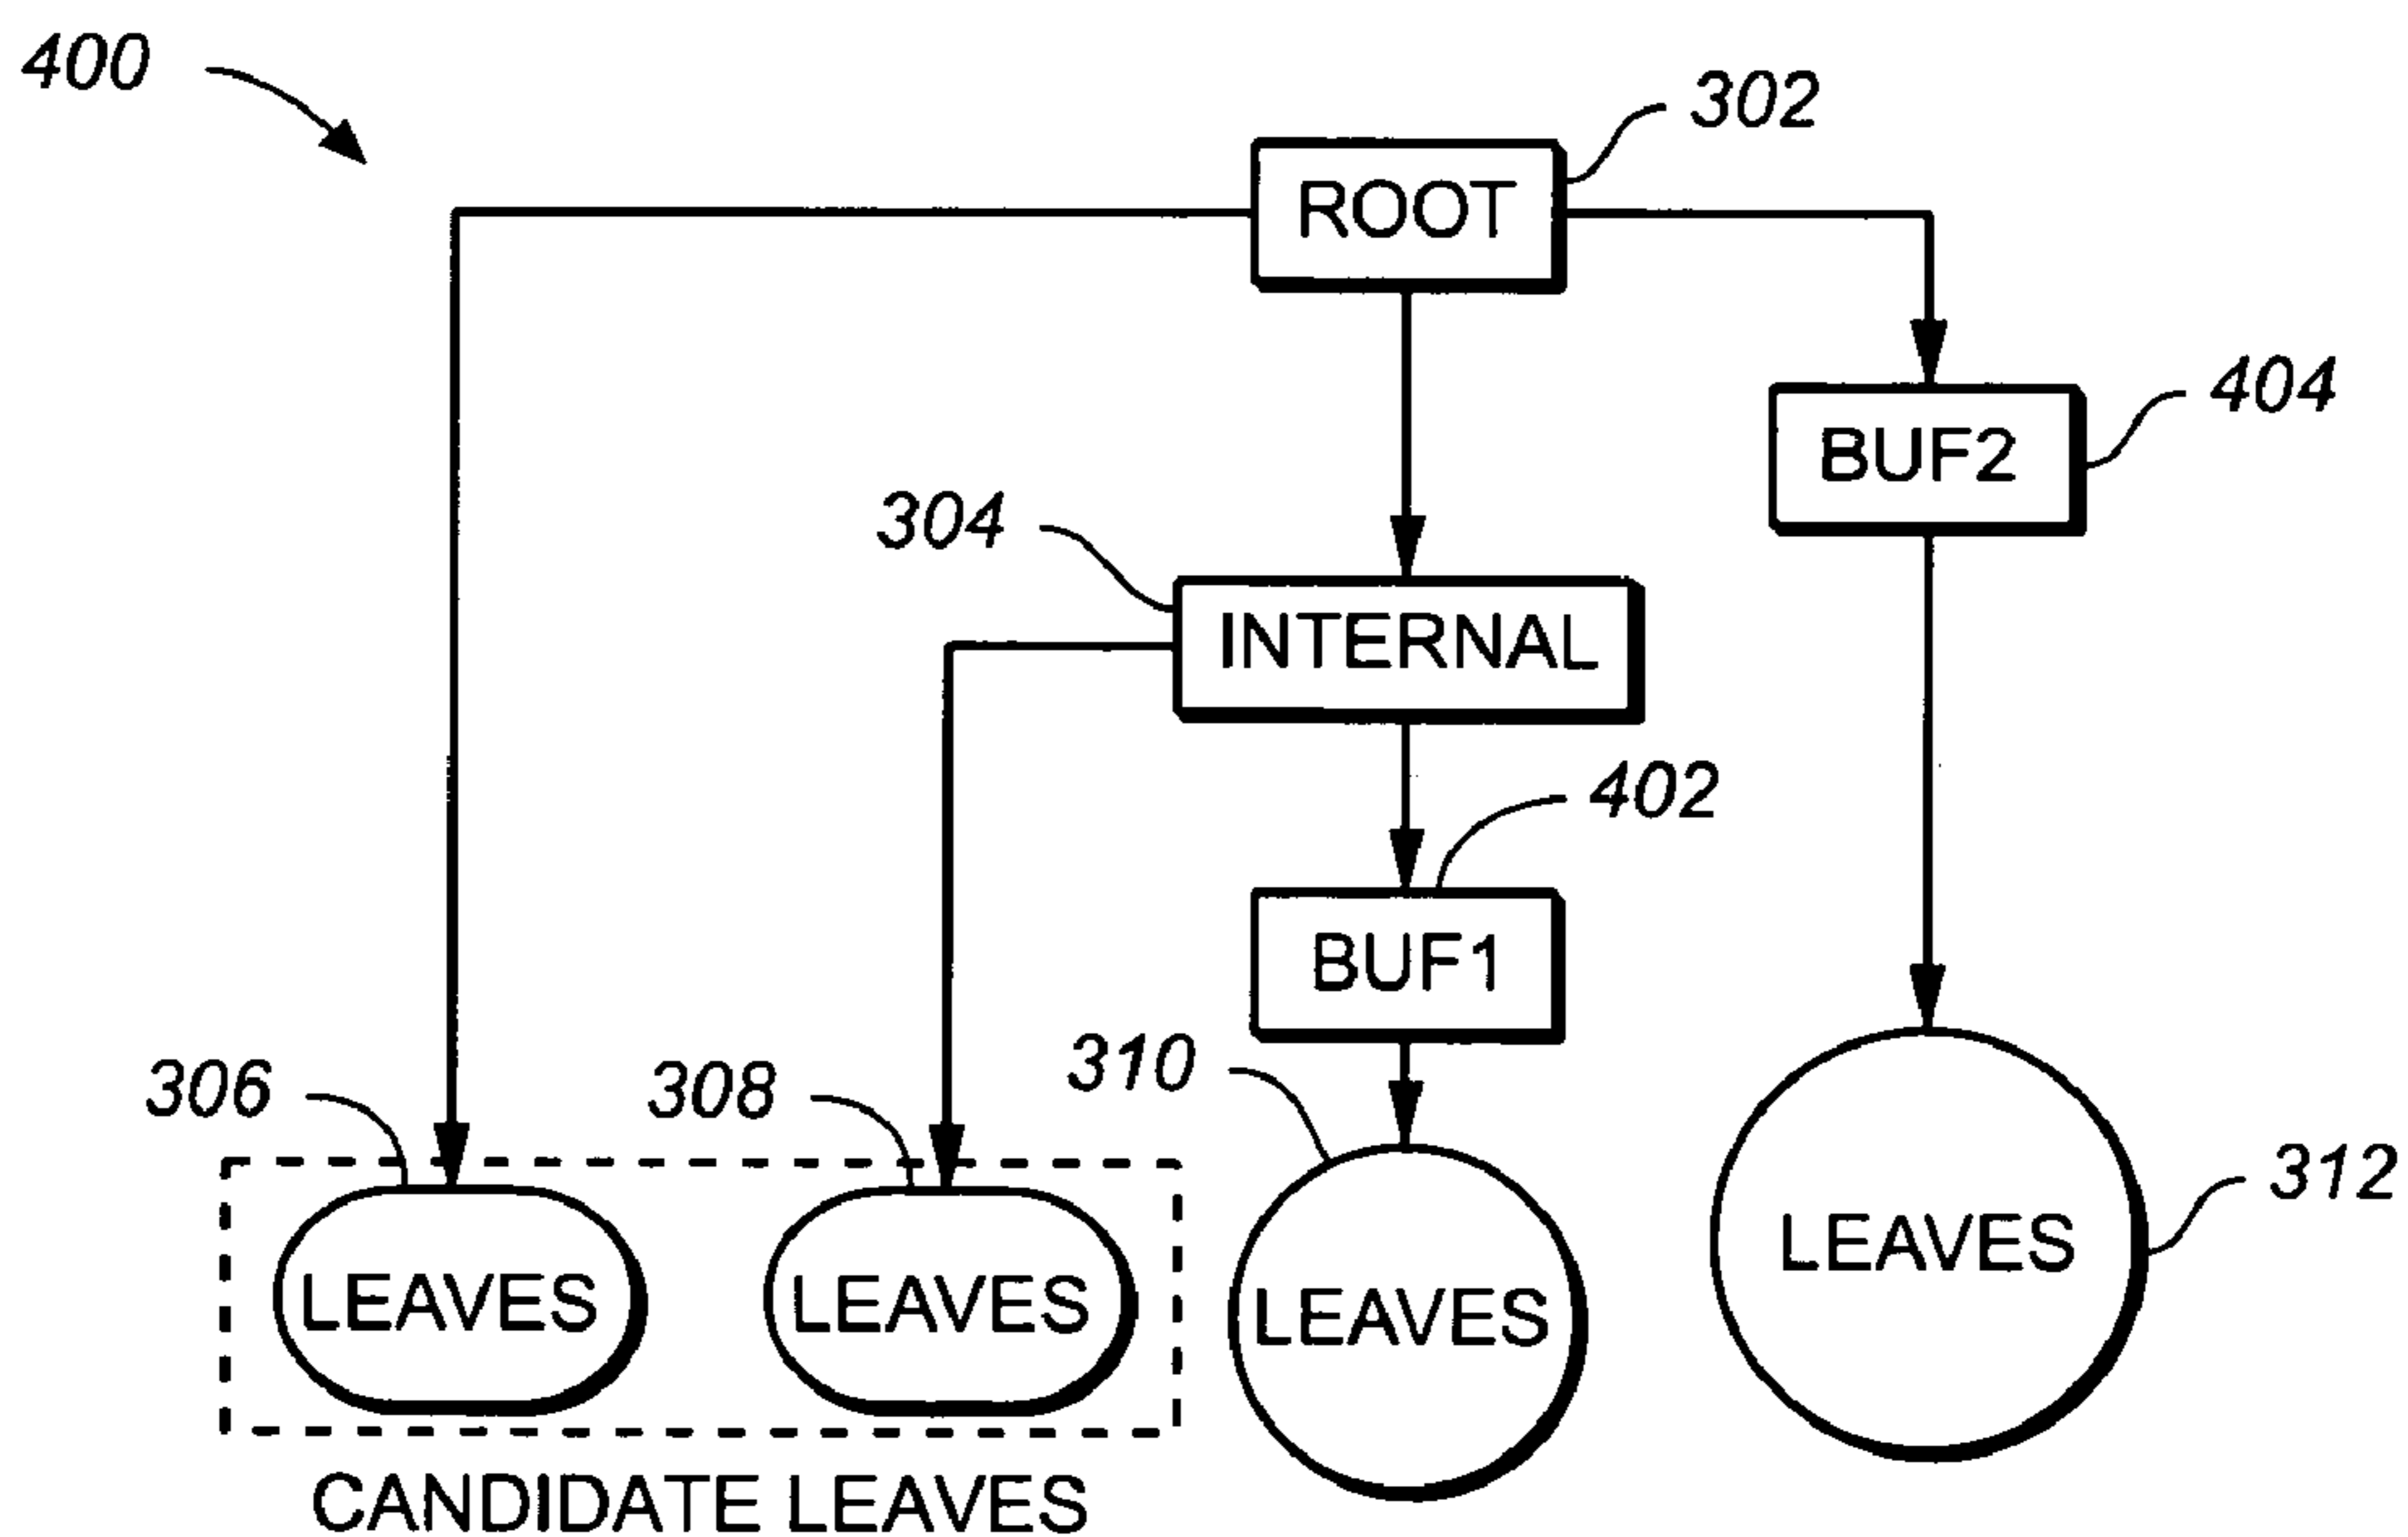 400
302
ROOT
404
BUF2
304
INTERNAL
402
BUF1
306
308
310
312
LEAVES
LEAVES
LEAVES
LEAVES
CANDIDATE LEAVES